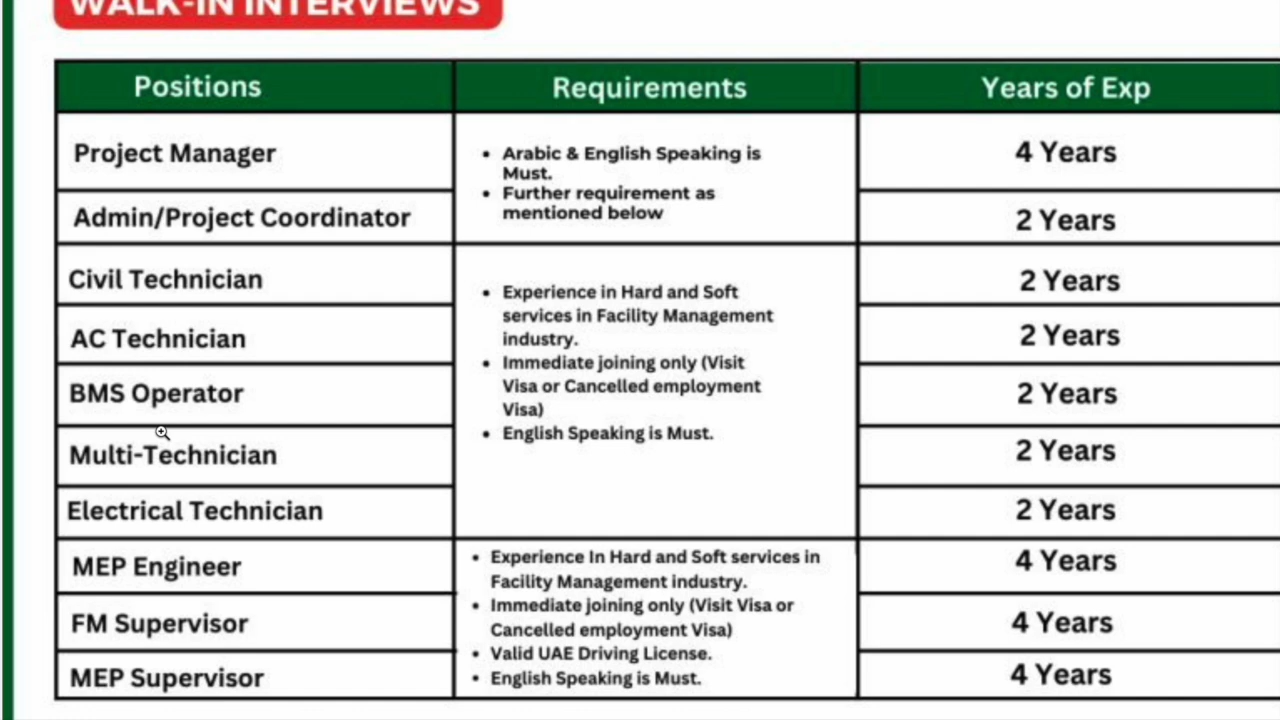 WALK-IN INTERVIEWS
Positions
Requirements
Years of Exp
Project Manager
• Arabic & English Speaking is
Must.
• Further requirement as
mentioned below
4 Years
Admin/Project Coordinator
2 Years
Civil Technician
• Experience in Hard and Soft
services in Facility Management
industry.
• Immediate joining only (Visit
Visa or Cancelled employment
Visa)
• English Speaking is Must.
2 Years
AC Technician
2 Years
BMS Operator
2 Years
Multi-Technician
2 Years
Electrical Technician
2 Years
MEP Engineer
• Experience In Hard and Soft services in
Facility Management industry.
• Immediate joining only (Visit Visa or
Cancelled employment Visa)
• Valid UAE Driving License.
• English Speaking is Must.
4 Years
FM Supervisor
4 Years
MEP Supervisor
4 Years